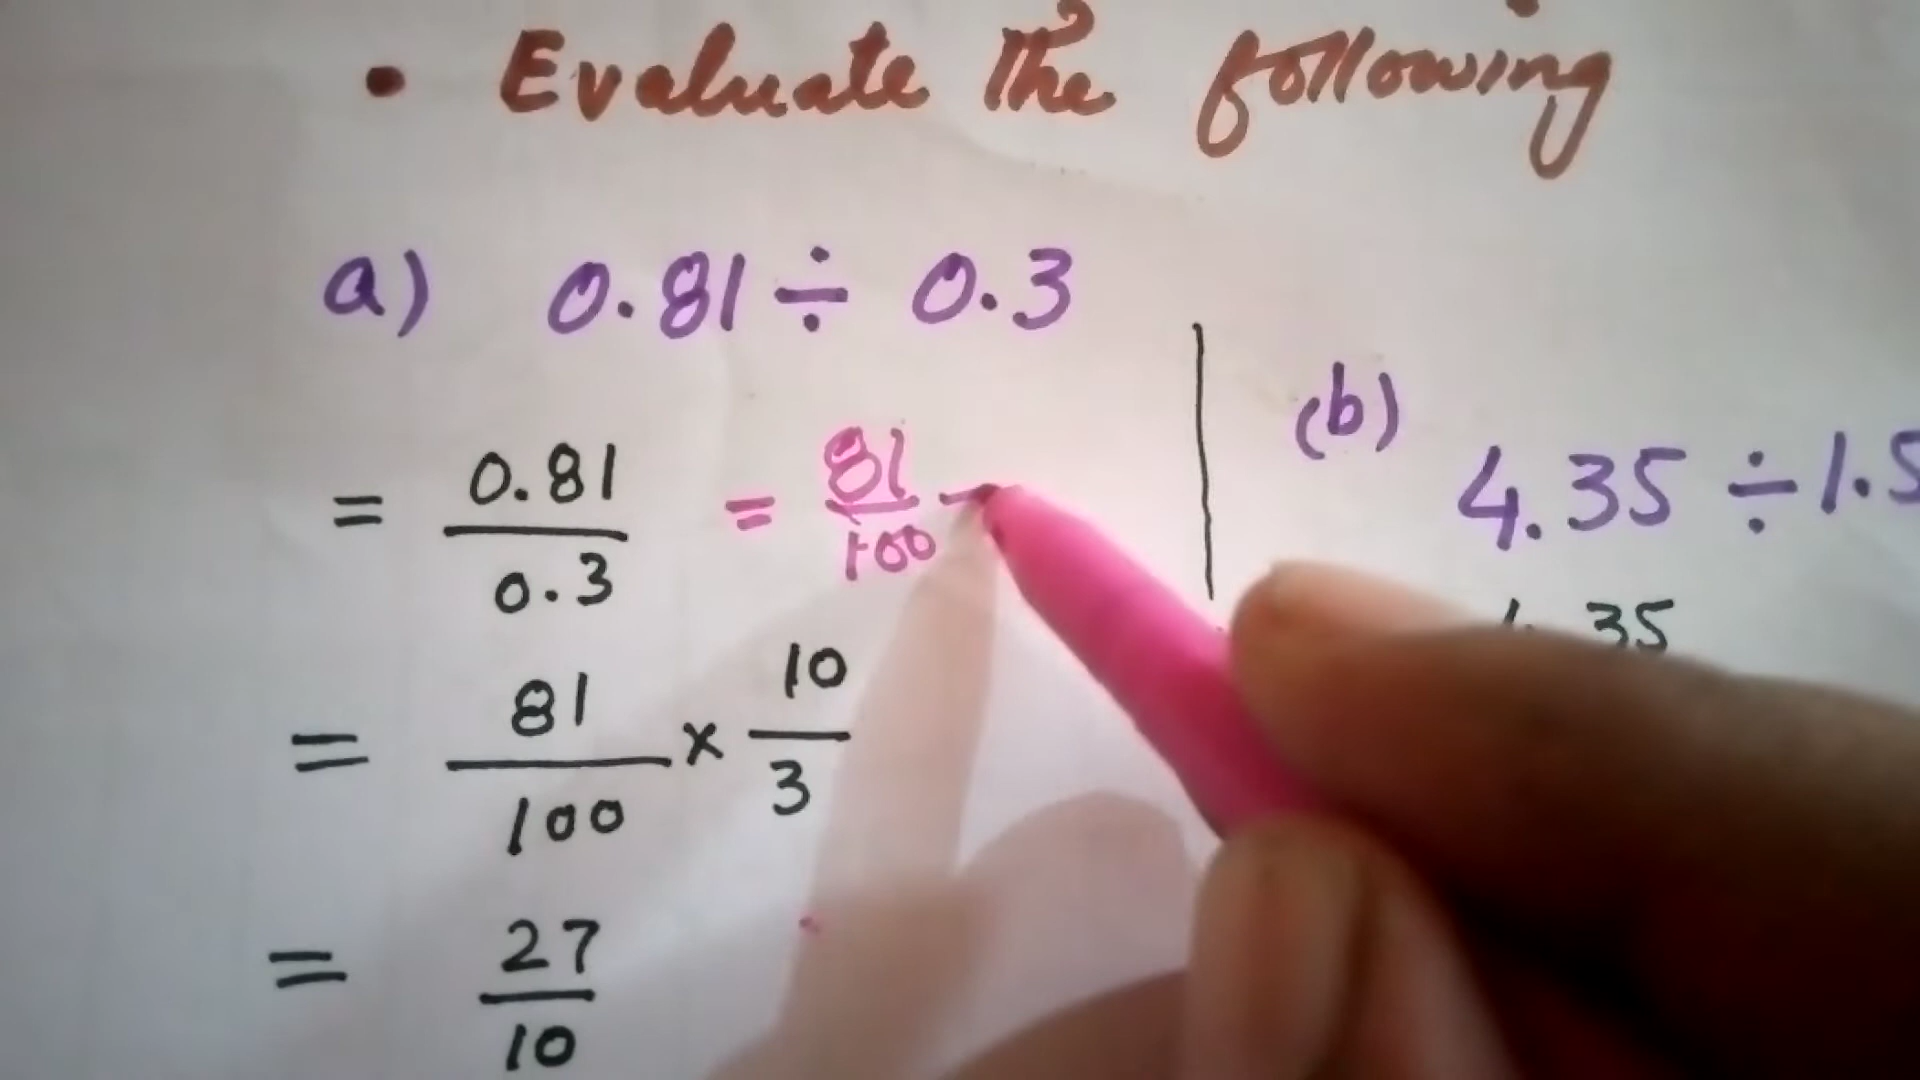 • Evaluate the following
a) 0.81 ÷ 0.3
= 0.81/0.3 = 81/100
= 81/100 x 10/3
= 27/10
(b) 4.35 ÷ 1.5
35